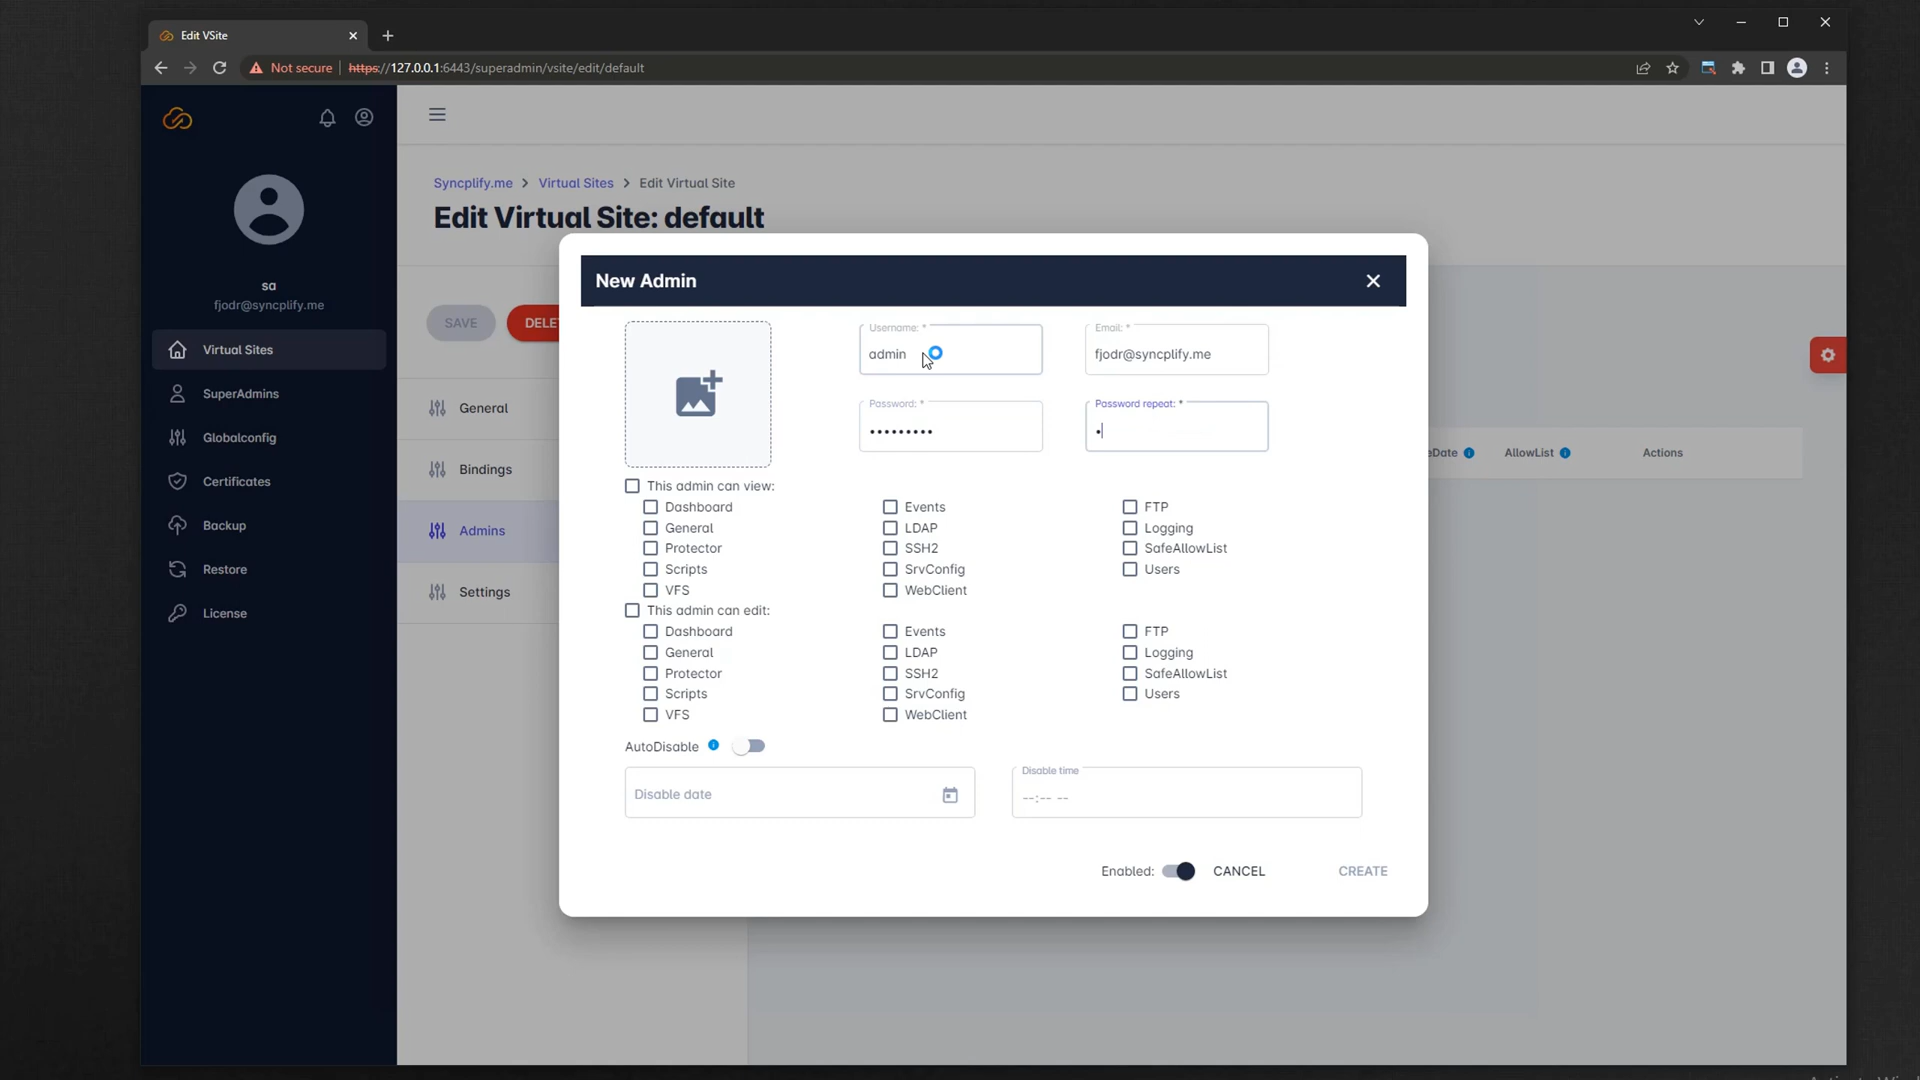 Edit VSite
Not secure
https://127.0.0.1:6443/superadmin/vsite/edit/default
sa
fjodr@syncplify.me
Virtual Sites
SuperAdmins
Globalconfig
Certificates
Backup
Restore
License
Syncplify.me > Virtual Sites > Edit Virtual Site
Edit Virtual Site: default
SAVE
DELE
General
Bindings
Admins
Settings
eDate AllowList Actions
New Admin
Username: *
admin
Email: *
fjodr@syncplify.me
Password: *
•••••••••
Password repeat: *
•
This admin can view:
Dashboard Events FTP
General LDAP Logging
Protector SSH2 SafeAllowList
Scripts SrvConfig Users
VFS WebClient
This admin can edit:
Dashboard Events FTP
General LDAP Logging
Protector SSH2 SafeAllowList
Scripts SrvConfig Users
VFS WebClient
AutoDisable
Disable date
Disable time
--:-- --
Enabled: CANCEL CREATE